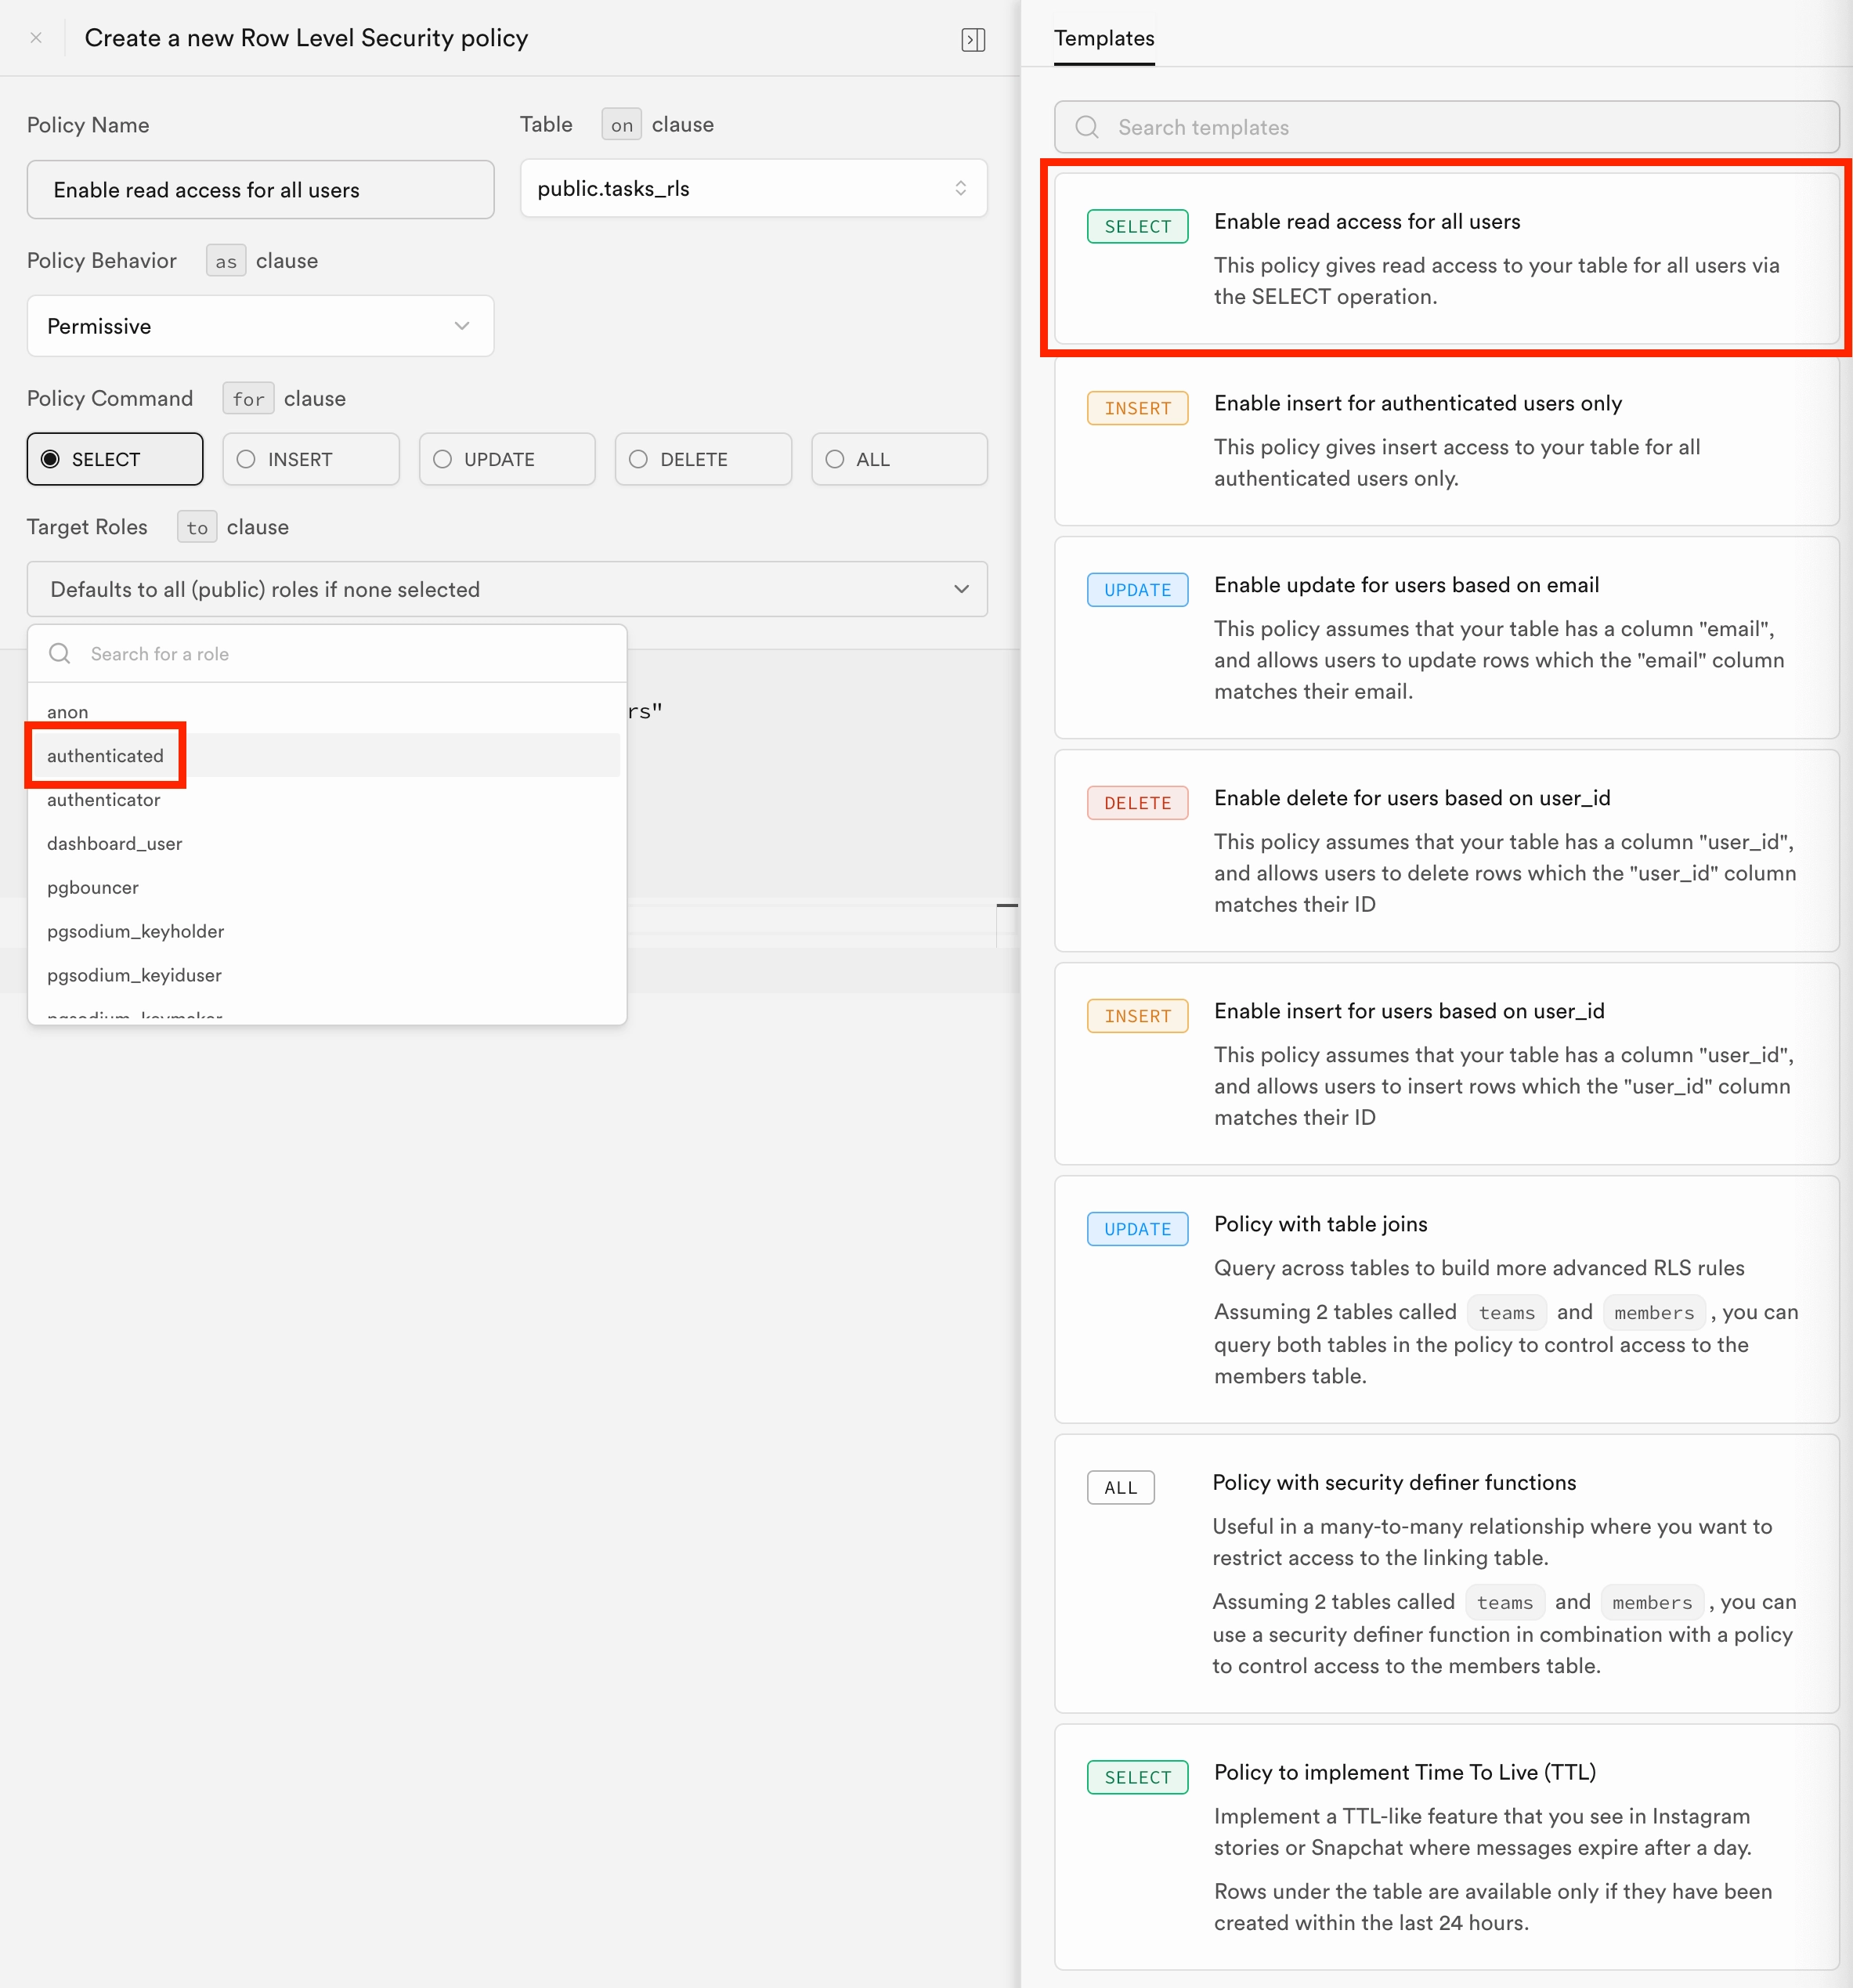 Create a new Row Level Security policy
Policy Name
Enable read access for all users
Table on clause
public.tasks_rls
Policy Behavior as clause
Permissive
Policy Command for clause
SELECT
INSERT
UPDATE
DELETE
ALL
Target Roles to clause
Defaults to all (public) roles if none selected
Search for a role
anon
rs"
authenticated
authenticator
dashboard_user
pgbouncer
pgsodium_keyholder
pgsodium_keyiduser
Templates
Search templates
SELECT
Enable read access for all users
This policy gives read access to your table for all users via
the SELECT operation.
INSERT
Enable insert for authenticated users only
This policy gives insert access to your table for all
authenticated users only.
UPDATE
Enable update for users based on email
This policy assumes that your table has a column "email",
and allows users to update rows which the "email" column
matches their email.
DELETE
Enable delete for users based on user_id
This policy assumes that your table has a column "user_id",
and allows users to delete rows which the "user_id" column
matches their ID
INSERT
Enable insert for users based on user_id
This policy assumes that your table has a column "user_id",
and allows users to insert rows which the "user_id" column
matches their ID
UPDATE
Policy with table joins
Query across tables to build more advanced RLS rules
Assuming 2 tables called teams and members , you can
query both tables in the policy to control access to the
members table.
ALL
Policy with security definer functions
Useful in a many-to-many relationship where you want to
restrict access to the linking table.
Assuming 2 tables called teams and members , you can
use a security definer function in combination with a policy
to control access to the members table.
SELECT
Policy to implement Time To Live (TTL)
Implement a TTL-like feature that you see in Instagram
stories or Snapchat where messages expire after a day.
Rows under the table are available only if they have been
created within the last 24 hours.